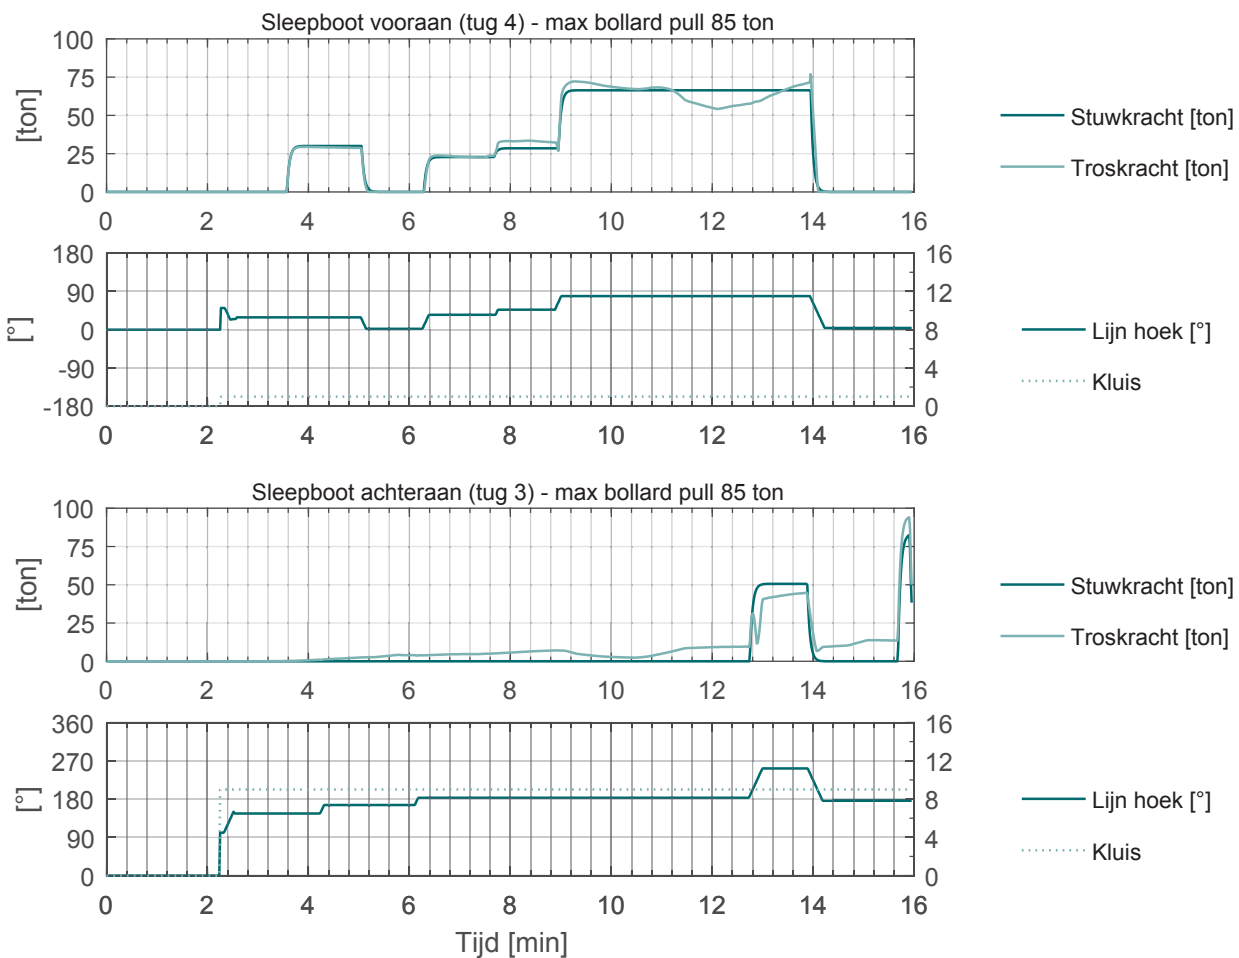 Sleepboot vooraan (tug 4) - max bollard pull 85 ton
100
75
50
25
0
[ton]
0 2 4 6 8 10 12 14 16
Stuwkracht [ton]
Troskracht [ton]
180
90
0
-90
-180
[°]
16
12
8
4
0
0 2 4 6 8 10 12 14 16
Lijn hoek [°]
Kluis
Sleepboot achteraan (tug 3) - max bollard pull 85 ton
100
75
50
25
0
[ton]
0 2 4 6 8 10 12 14 16
Stuwkracht [ton]
Troskracht [ton]
360
270
180
90
0
[°]
16
12
8
4
0
0 2 4 6 8 10 12 14 16
Lijn hoek [°]
Kluis
Tijd [min]